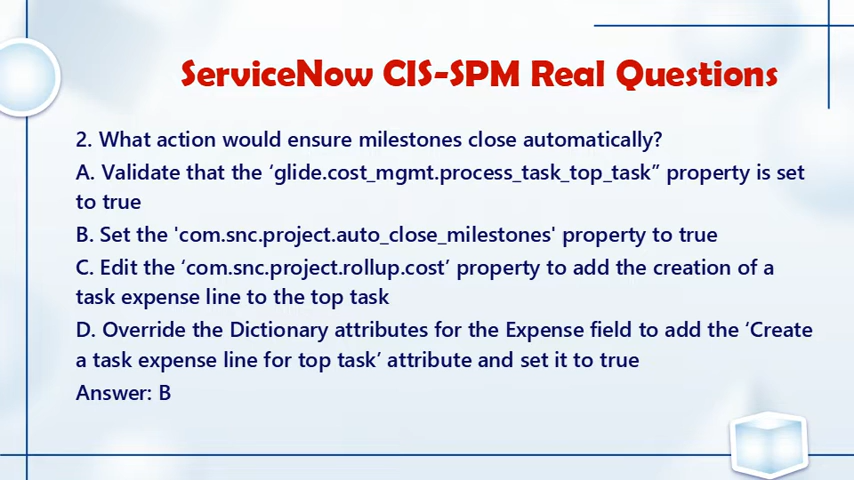 ServiceNow CIS-SPM Real Questions
2. What action would ensure milestones close automatically?
A. Validate that the ‘glide.cost_mgmt.process_task_top_task” property is set
to true
B. Set the 'com.snc.project.auto_close_milestones' property to true
C. Edit the ‘com.snc.project.rollup.cost’ property to add the creation of a
task expense line to the top task
D. Override the Dictionary attributes for the Expense field to add the ‘Create
a task expense line for top task’ attribute and set it to true
Answer: B